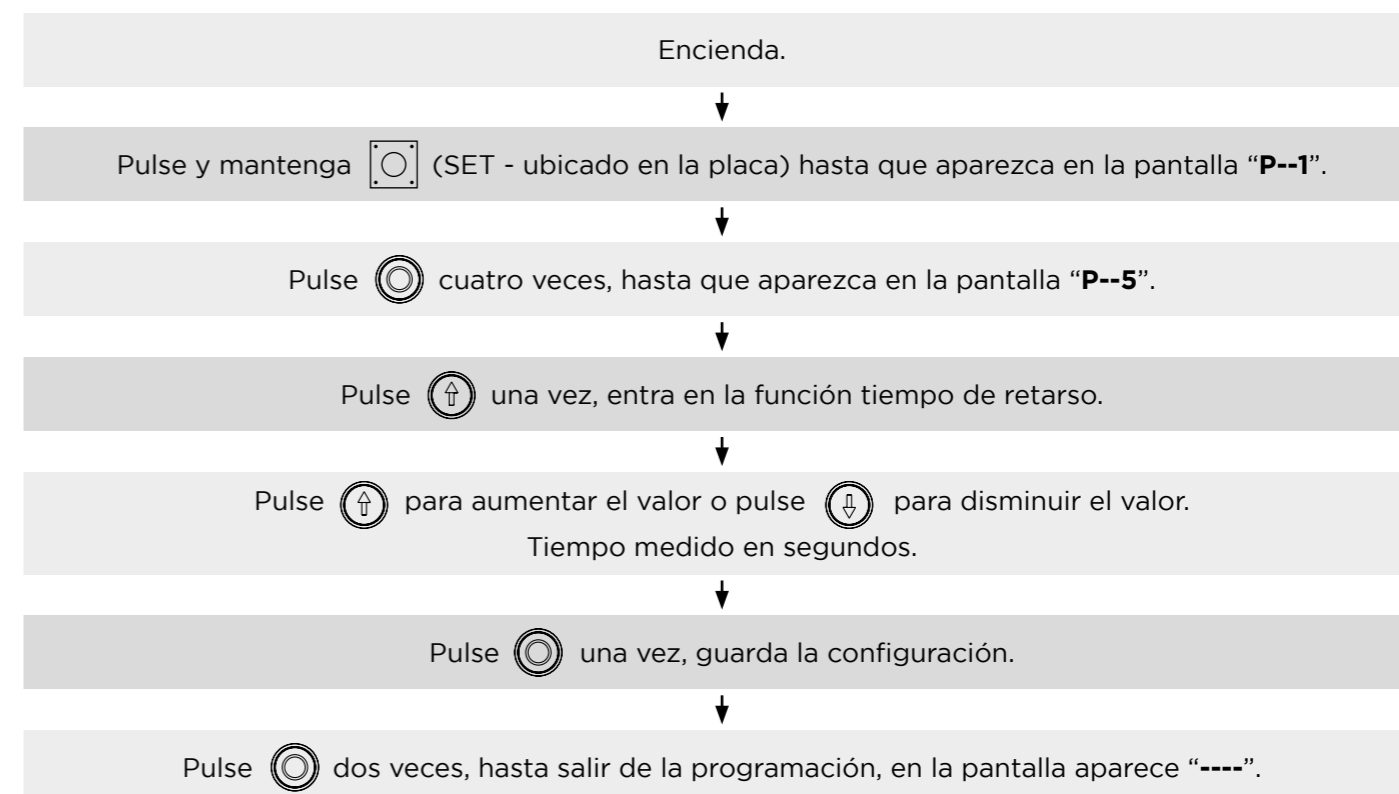 Encienda.
Pulse y mantenga (SET - ubicado en la placa) hasta que aparezca en la pantalla “P--1”.
Pulse cuatro veces, hasta que aparezca en la pantalla “P--5”.
Pulse una vez, entra en la función tiempo de retarso.
Pulse para aumentar el valor o pulse para disminuir el valor.
Tiempo medido en segundos.
Pulse una vez, guarda la configuración.
Pulse dos veces, hasta salir de la programación, en la pantalla aparece “----”.